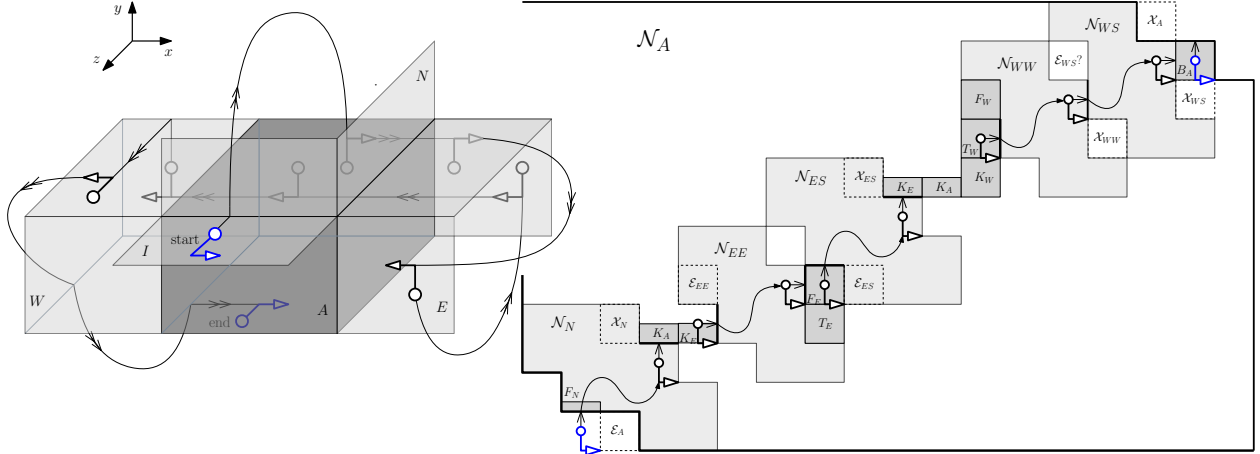 y
x
z
N
start
I
W
A
E
end
𝒩_A
𝒩_WS
𝒳_A
𝒩_WW
ℰ_WS?
B_A
𝒳_WS
F_W
T_W
𝒳_WW
K_W
𝒩_ES
𝒳_ES
K_E
K_A
𝒩_EE
ℰ_EE
F_E
ℰ_ES
T_E
𝒩_N
𝒳_N
K_A
K_E
F_N
ℰ_A